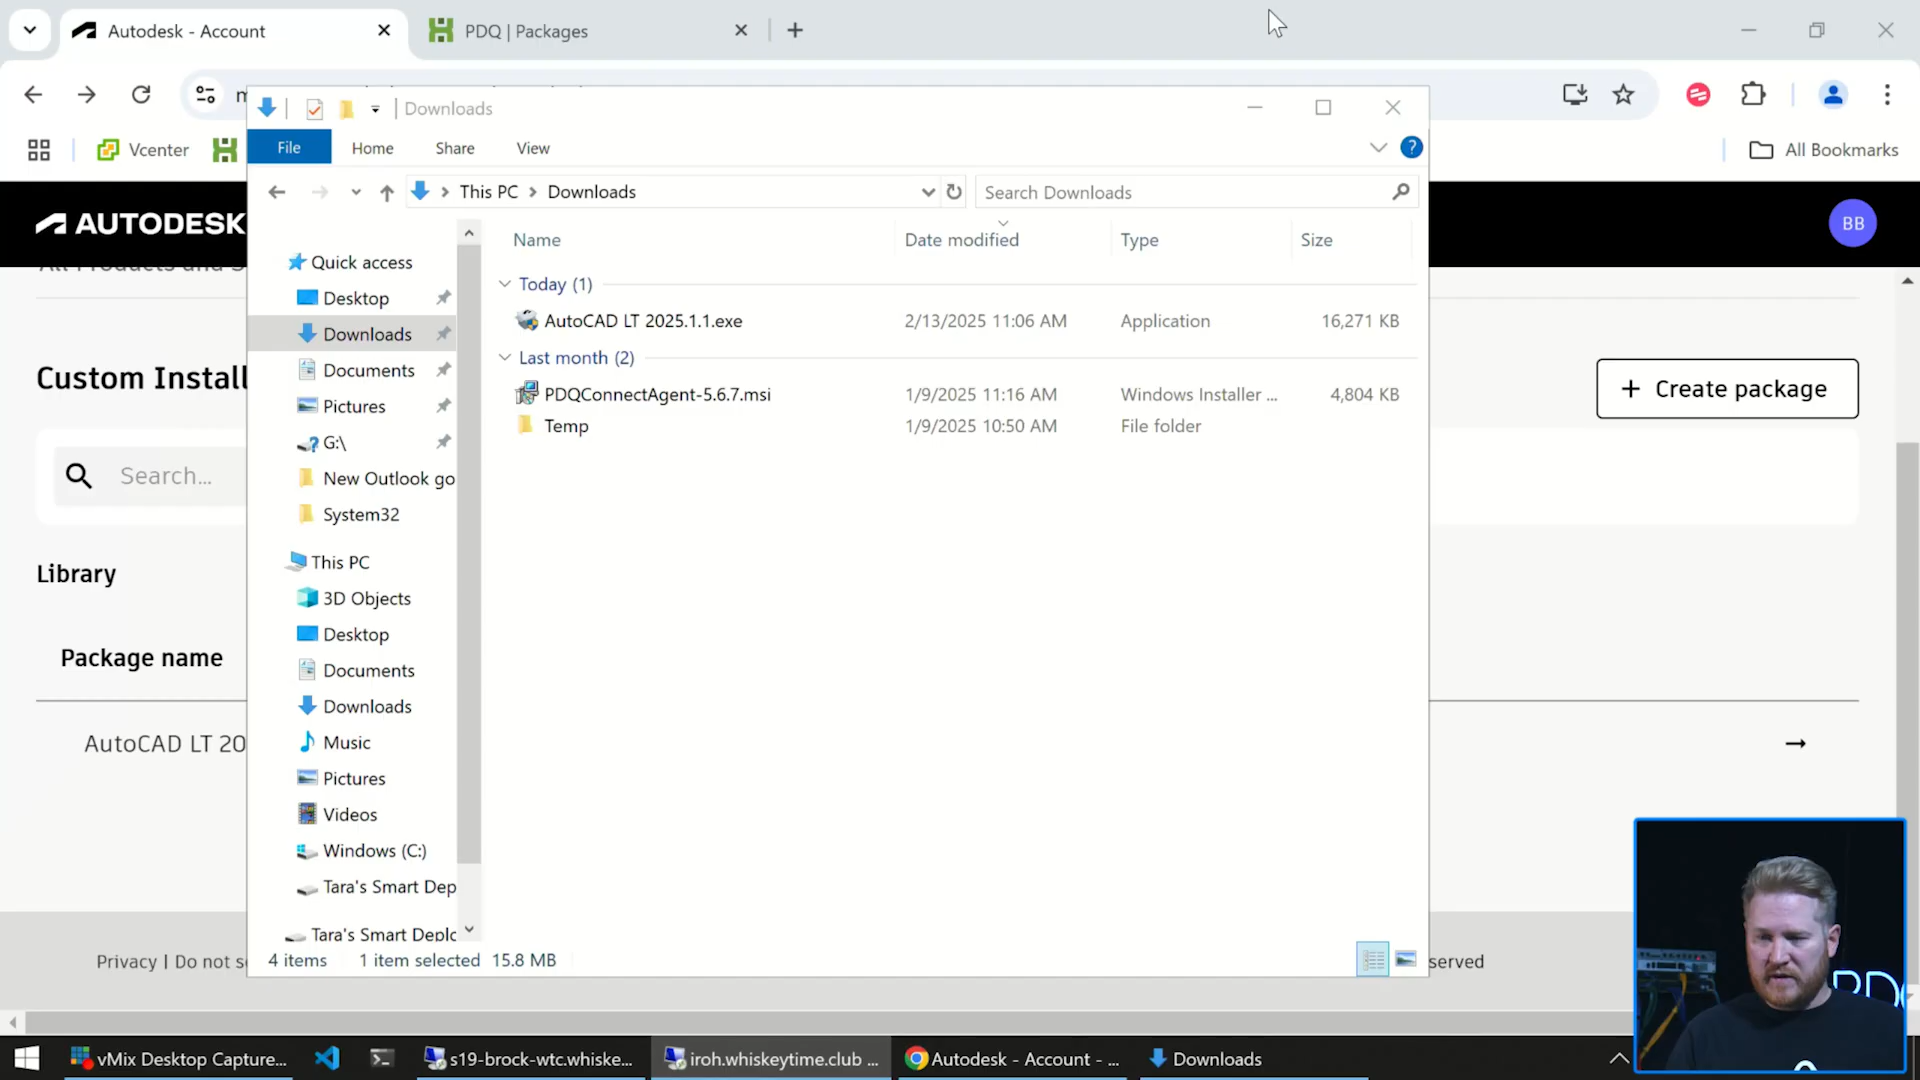 Autodesk - Account
PDQ | Packages
Vcenter
All Bookmarks
Downloads
File
Home
Share
View
?
This PC
Downloads
Search Downloads
AUTODESK
BB
Name
Date modified
Type
Size
Quick access
Desktop
Downloads
Documents
Pictures
G:\
New Outlook go
System32
This PC
3D Objects
Desktop
Documents
Downloads
Music
Pictures
Videos
Windows (C:)
Tara's Smart Dep
Tara's Smart Deplo
Today (1)
AutoCAD LT 2025.1.1.exe
2/13/2025 11:06 AM
Application
16,271 KB
Last month (2)
PDQConnectAgent-5.6.7.msi
1/9/2025 11:16 AM
Windows Installer ...
4,804 KB
Temp
1/9/2025 10:50 AM
File folder
Custom Install
+ Create package
Search...
Library
Package name
AutoCAD LT 20
4 items
1 item selected 15.8 MB
Privacy | Do not s
served
vMix Desktop Capture...
s19-brock-wtc.whiske...
iroh.whiskeytime.club ...
Autodesk - Account - ...
Downloads